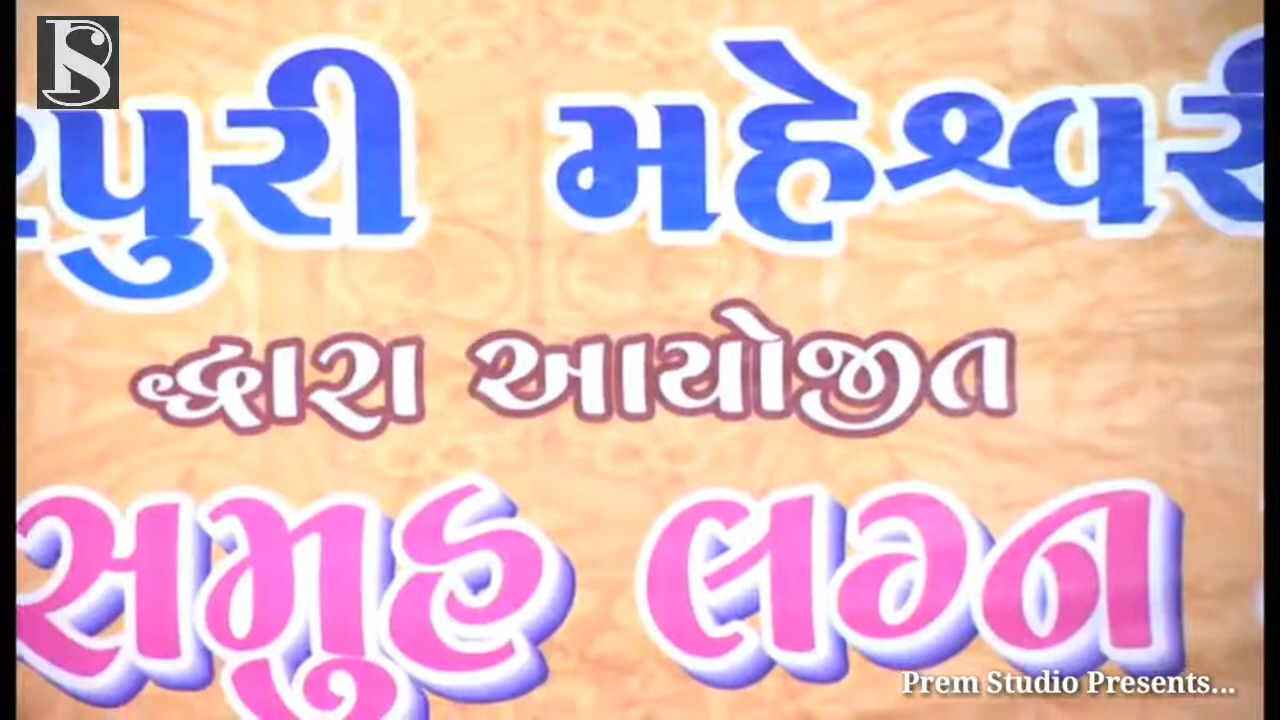 પુરી મહેશ્વરી
દ્વારા આયોજીત
સમુહ લગ્ન
Prem Studio Presents...